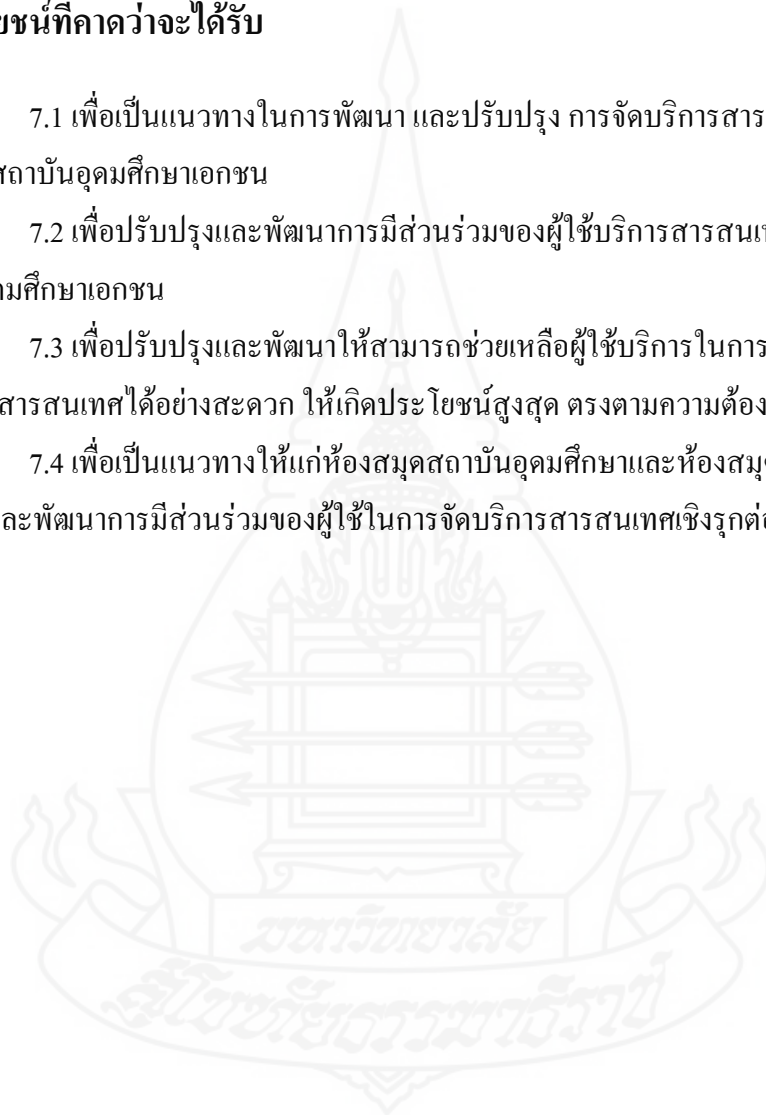 ยชน์ที่คาดว่าจะได้รับ
7.1 เพื่อเป็นแนวทางในการพัฒนา และปรับปรุง การจัดบริการสาร
สถาบันอุดมศึกษาเอกชน
7.2 เพื่อปรับปรุงและพัฒนาการมีส่วนร่วมของผู้ใช้บริการสารสนเท
ามศึกษาเอกชน
7.3 เพื่อปรับปรุงและพัฒนาให้สามารถช่วยเหลือผู้ใช้บริการในการ
สารสนเทศได้อย่างสะดวก ให้เกิดประโยชน์สูงสุด ตรงตามความต้อง
7.4 เพื่อเป็นแนวทางให้แก่ห้องสมุดสถาบันอุดมศึกษาและห้องสมุด
ละพัฒนาการมีส่วนร่วมของผู้ใช้ในการจัดบริการสารสนเทศเชิงรุกต่อ
มหาวิทยาลัย
สุโขทัยธรรมาธิราช